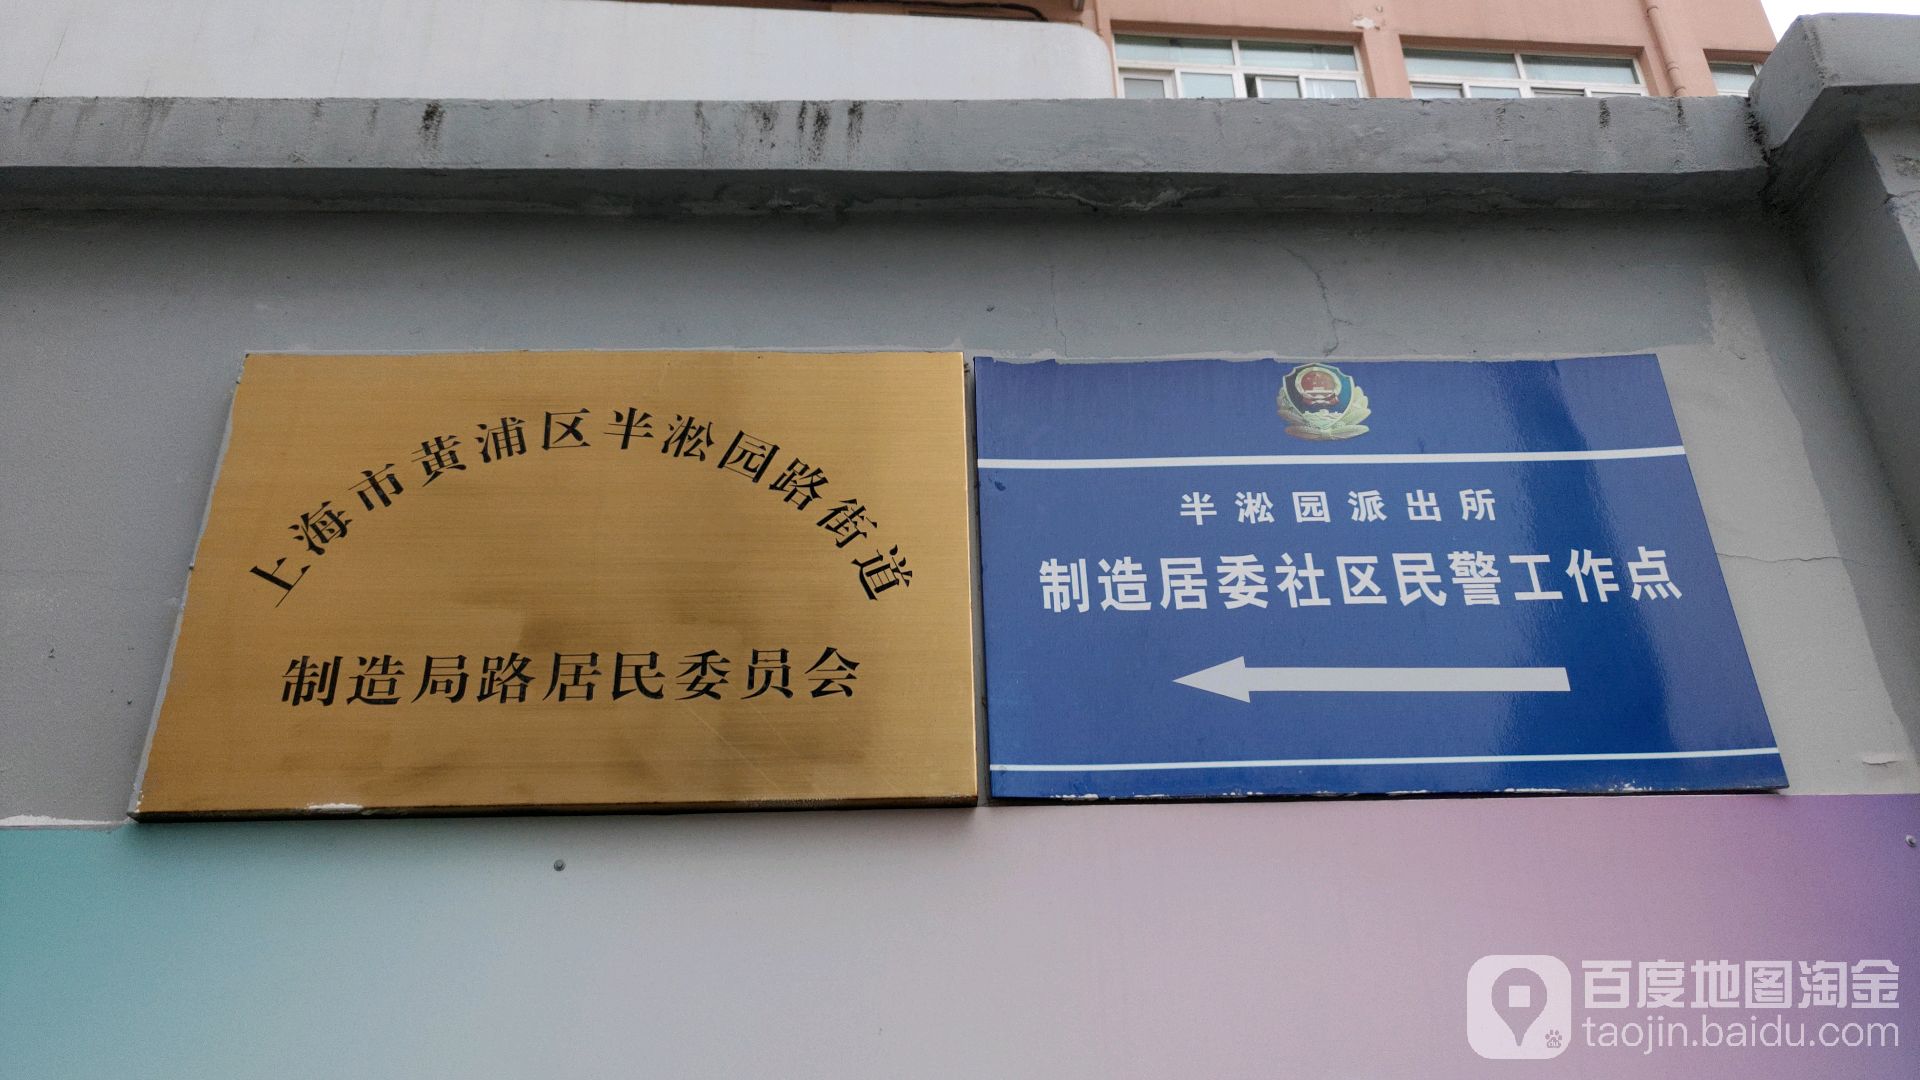 上海市黄浦区半淞园路街道
制造局路居民委员会
半淞园派出所
制造居委社区民警工作点
百度地图淘金
taojin.baidu.com